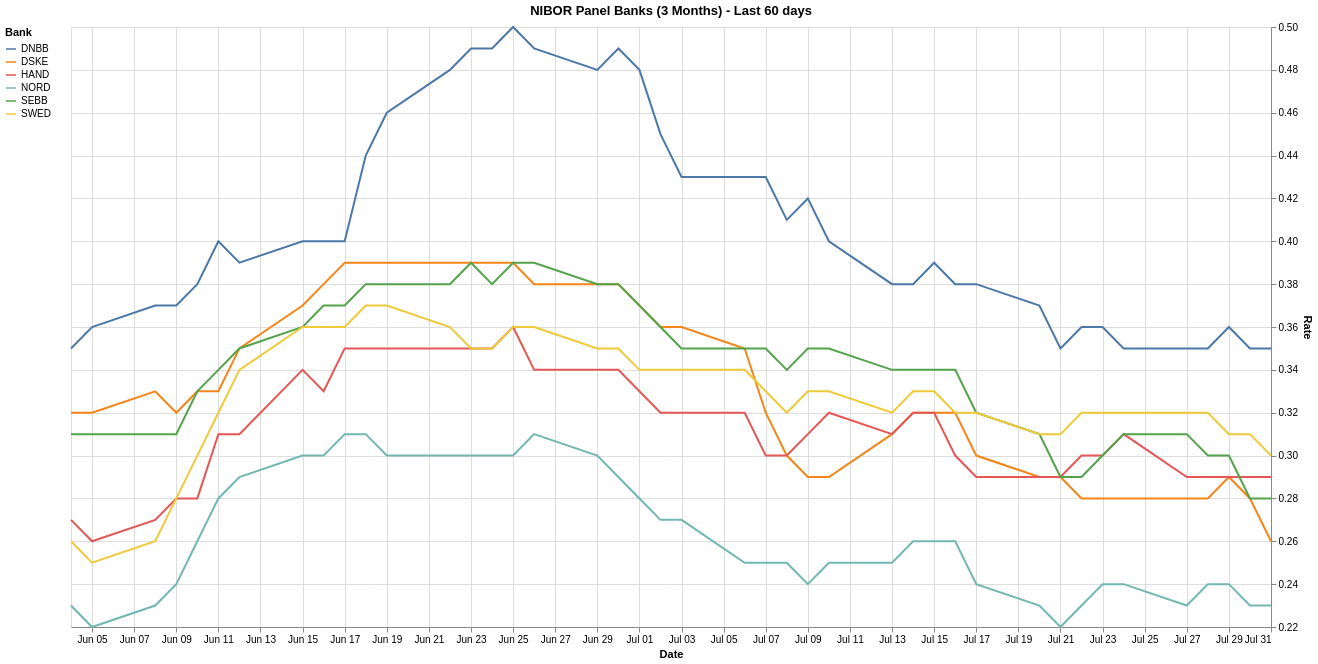 NIBOR Panel Banks (3 Months) - Last 60 days
Bank
DNBB
DSKE
HAND
NORD
SEBB
SWED
0.50
0.48
0.46
0.44
0.42
0.40
0.38
0.36
0.34
0.32
0.30
0.28
0.26
0.24
0.22
Rate
Jun 05 Jun 07 Jun 09 Jun 11 Jun 13 Jun 15 Jun 17 Jun 19 Jun 21 Jun 23 Jun 25 Jun 27 Jun 29 Jul 01 Jul 03 Jul 05 Jul 07 Jul 09 Jul 11 Jul 13 Jul 15 Jul 17 Jul 19 Jul 21 Jul 23 Jul 25 Jul 27 Jul 29 Jul 31
Date